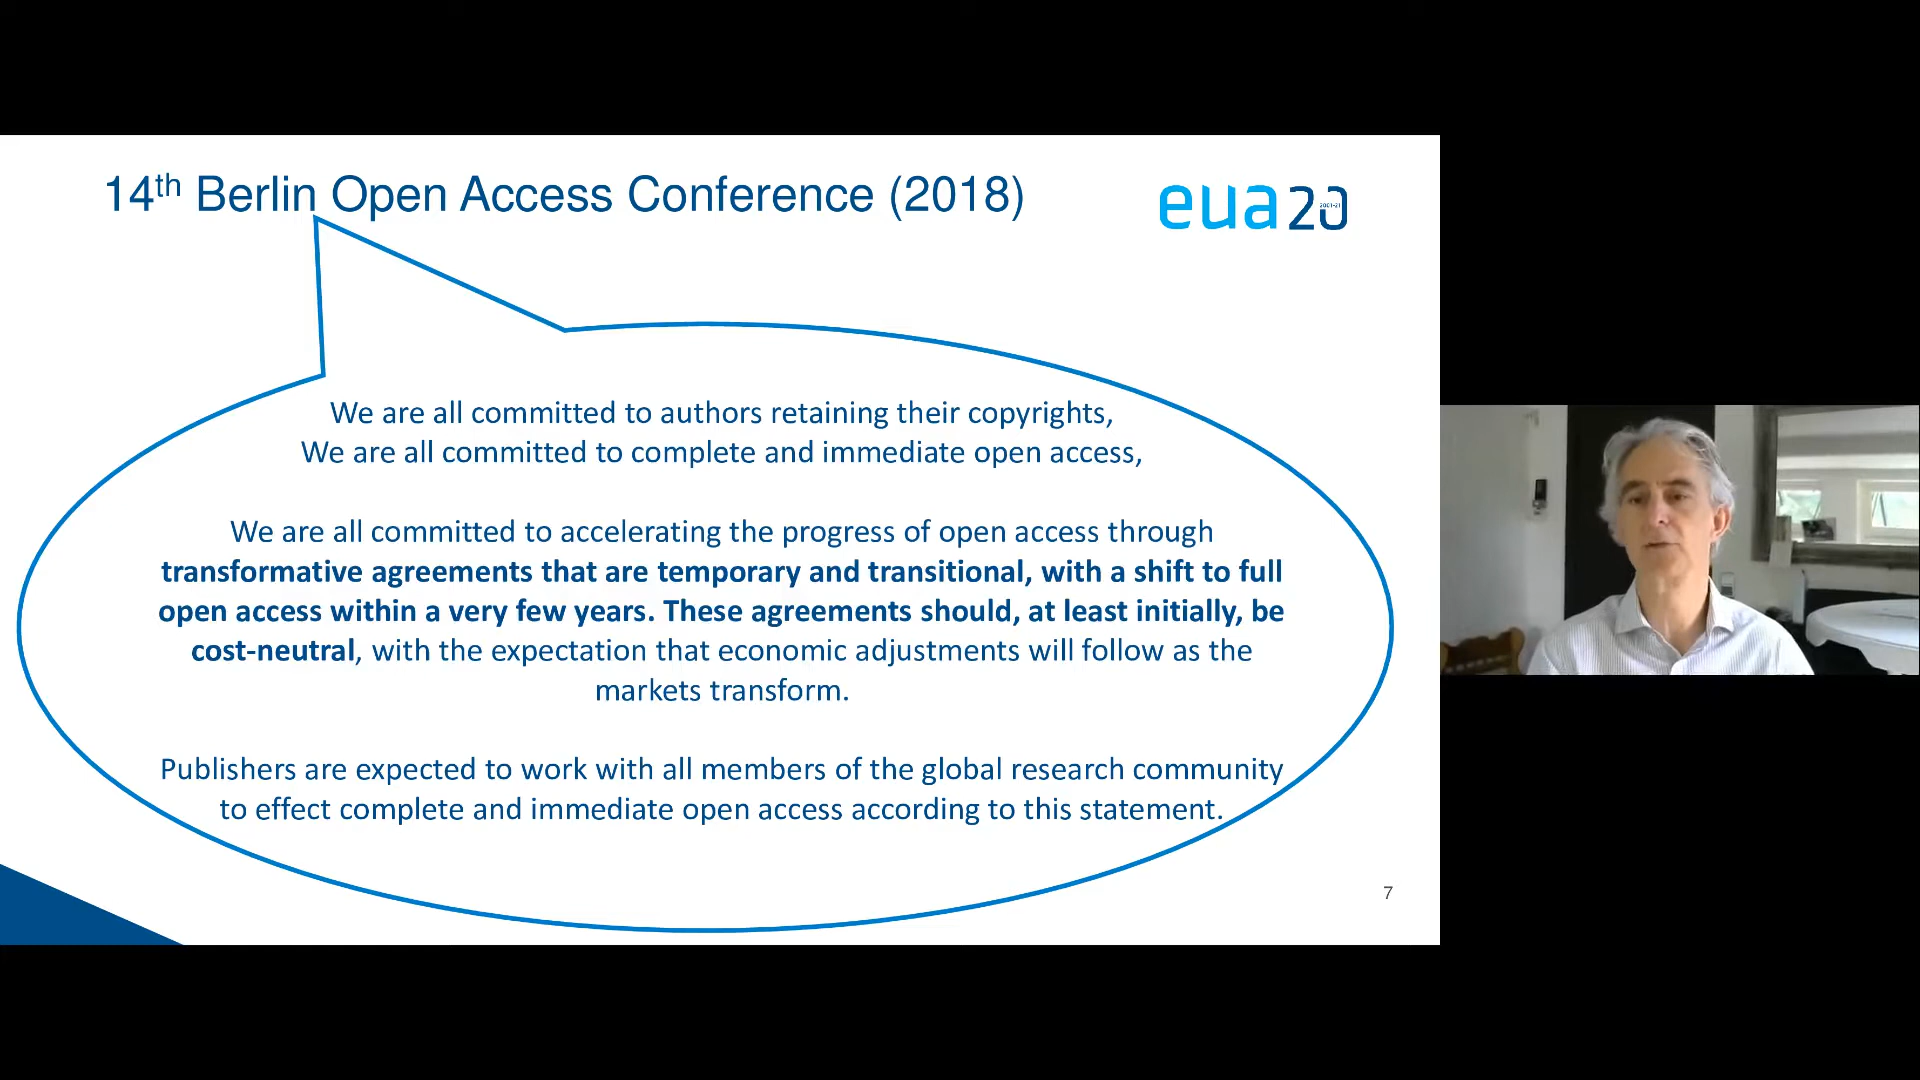 14th Berlin Open Access Conference (2018)
eua20
2001-21
We are all committed to authors retaining their copyrights,
We are all committed to complete and immediate open access,
We are all committed to accelerating the progress of open access through
transformative agreements that are temporary and transitional, with a shift to full
open access within a very few years. These agreements should, at least initially, be
cost-neutral, with the expectation that economic adjustments will follow as the
markets transform.
Publishers are expected to work with all members of the global research community
to effect complete and immediate open access according to this statement.
7